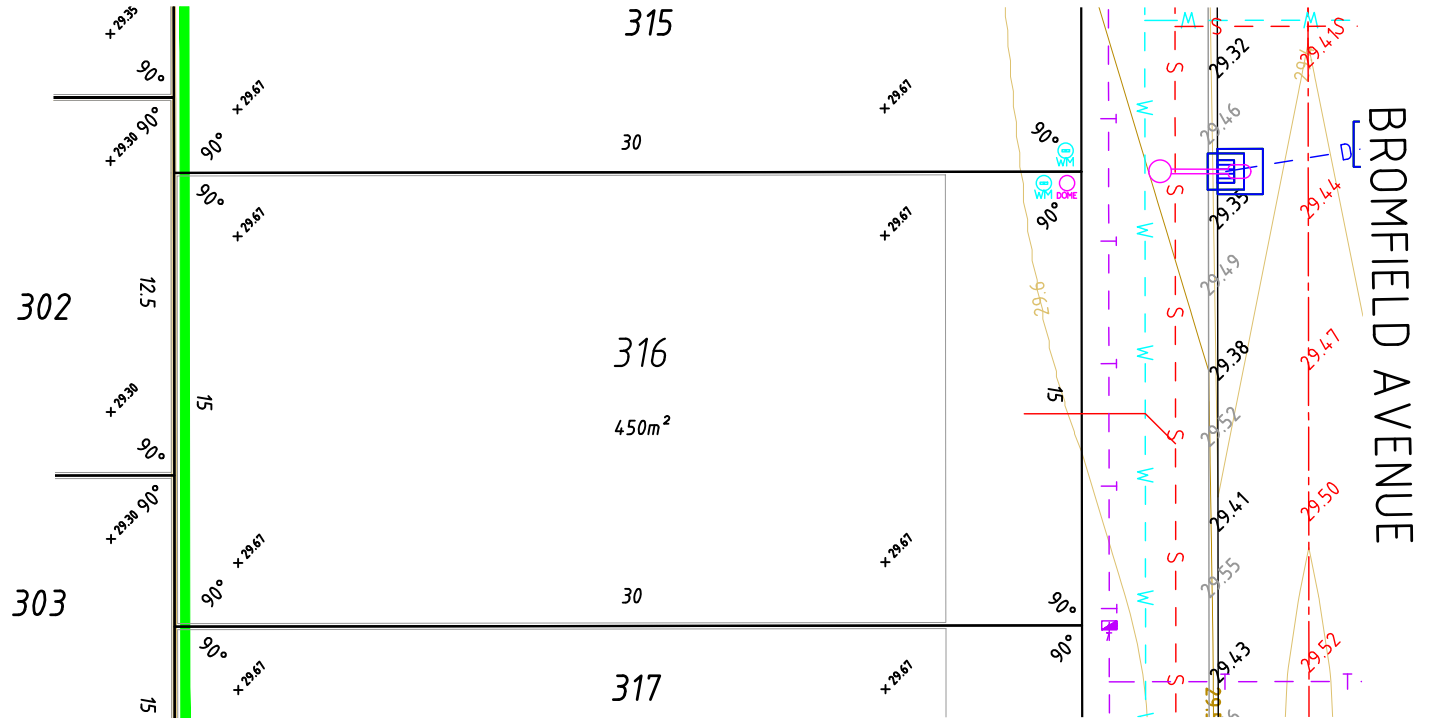 315
29.35
90°
29.67
29.67
90°
29.30
90°
30
90°
WM
WM
DOME
90°
90°
29.67
29.67
302
12.5
316
450m²
15
15
29.6
29.30
90°
90°
29.30
29.67
29.67
303
90°
30
90°
90°
90°
29.67
29.67
317
15
W
W
S
S
29.41
29.32
29.46
29.35
29.44
29.49
29.38
29.47
29.52
29.41
29.50
29.55
29.43
29.52
S
S
S
S
S
S
W
W
W
W
W
T
T
T
T
T
T
T
D
BROMFIELD AVENUE